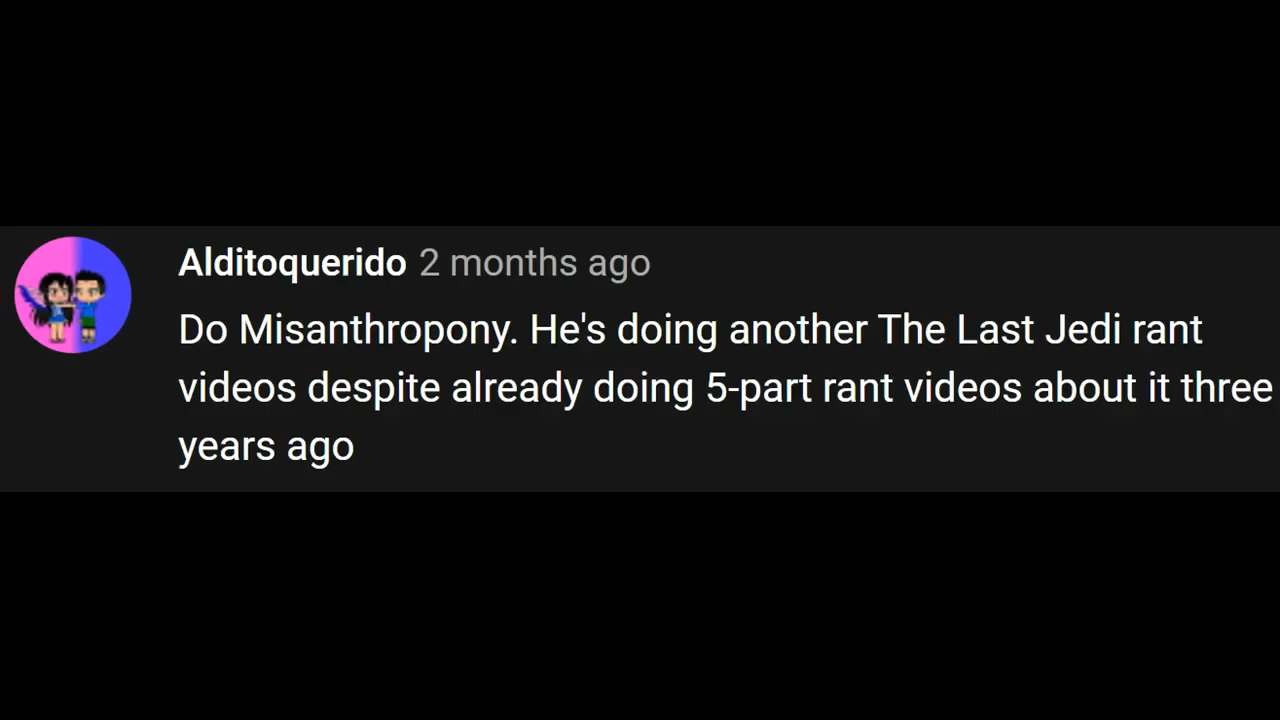 Alditoquerido 2 months ago
Do Misanthropony. He's doing another The Last Jedi rant
videos despite already doing 5-part rant videos about it three
years ago